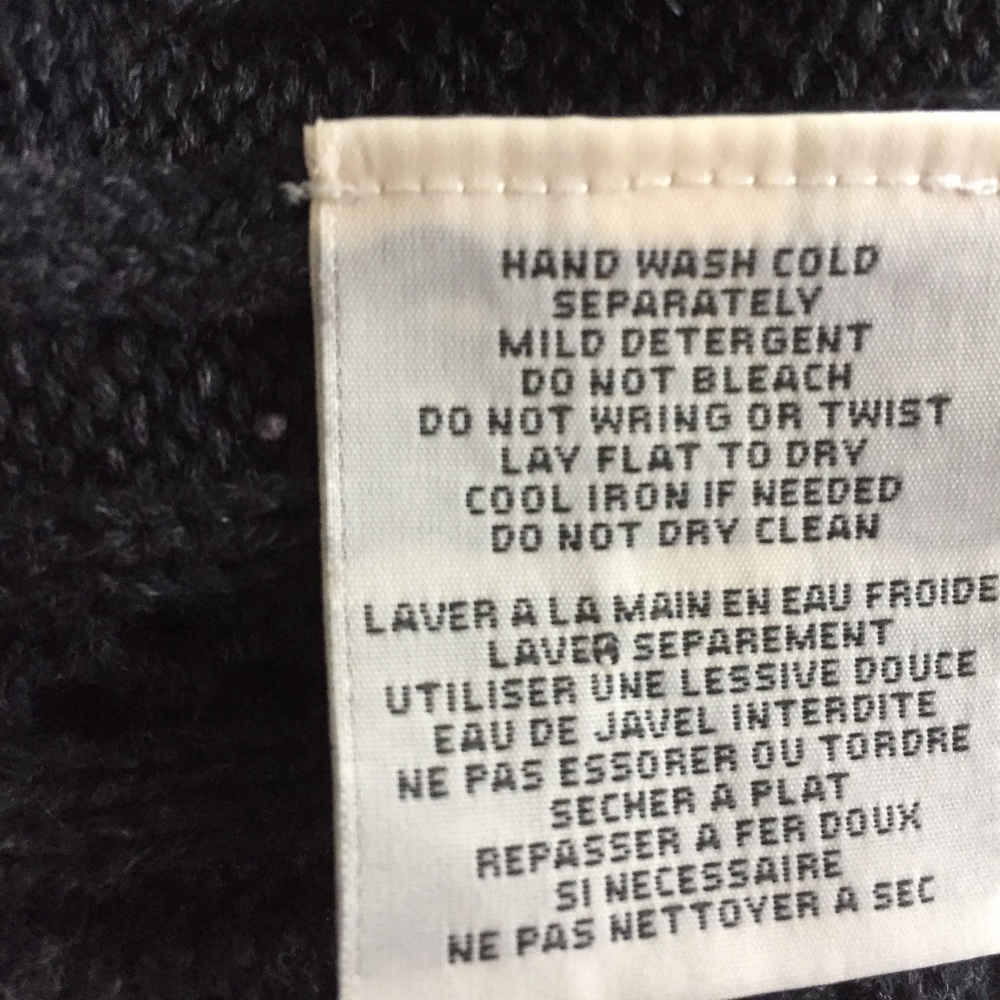 HAND WASH COLD
SEPARATELY
MILD DETERGENT
DO NOT BLEACH
DO NOT WRING OR TWIST
LAY FLAT TO DRY
COOL IRON IF NEEDED
DO NOT DRY CLEAN
LAVER A LA MAIN EN EAU FROIDE
LAVER SEPAREMENT
UTILISER UNE LESSIVE DOUCE
EAU DE JAVEL INTERDITE
NE PAS ESSORER OU TORDRE
SECHER A PLAT
REPASSER A FER DOUX
SI NECESSAIRE
NE PAS NETTOYER A SEC